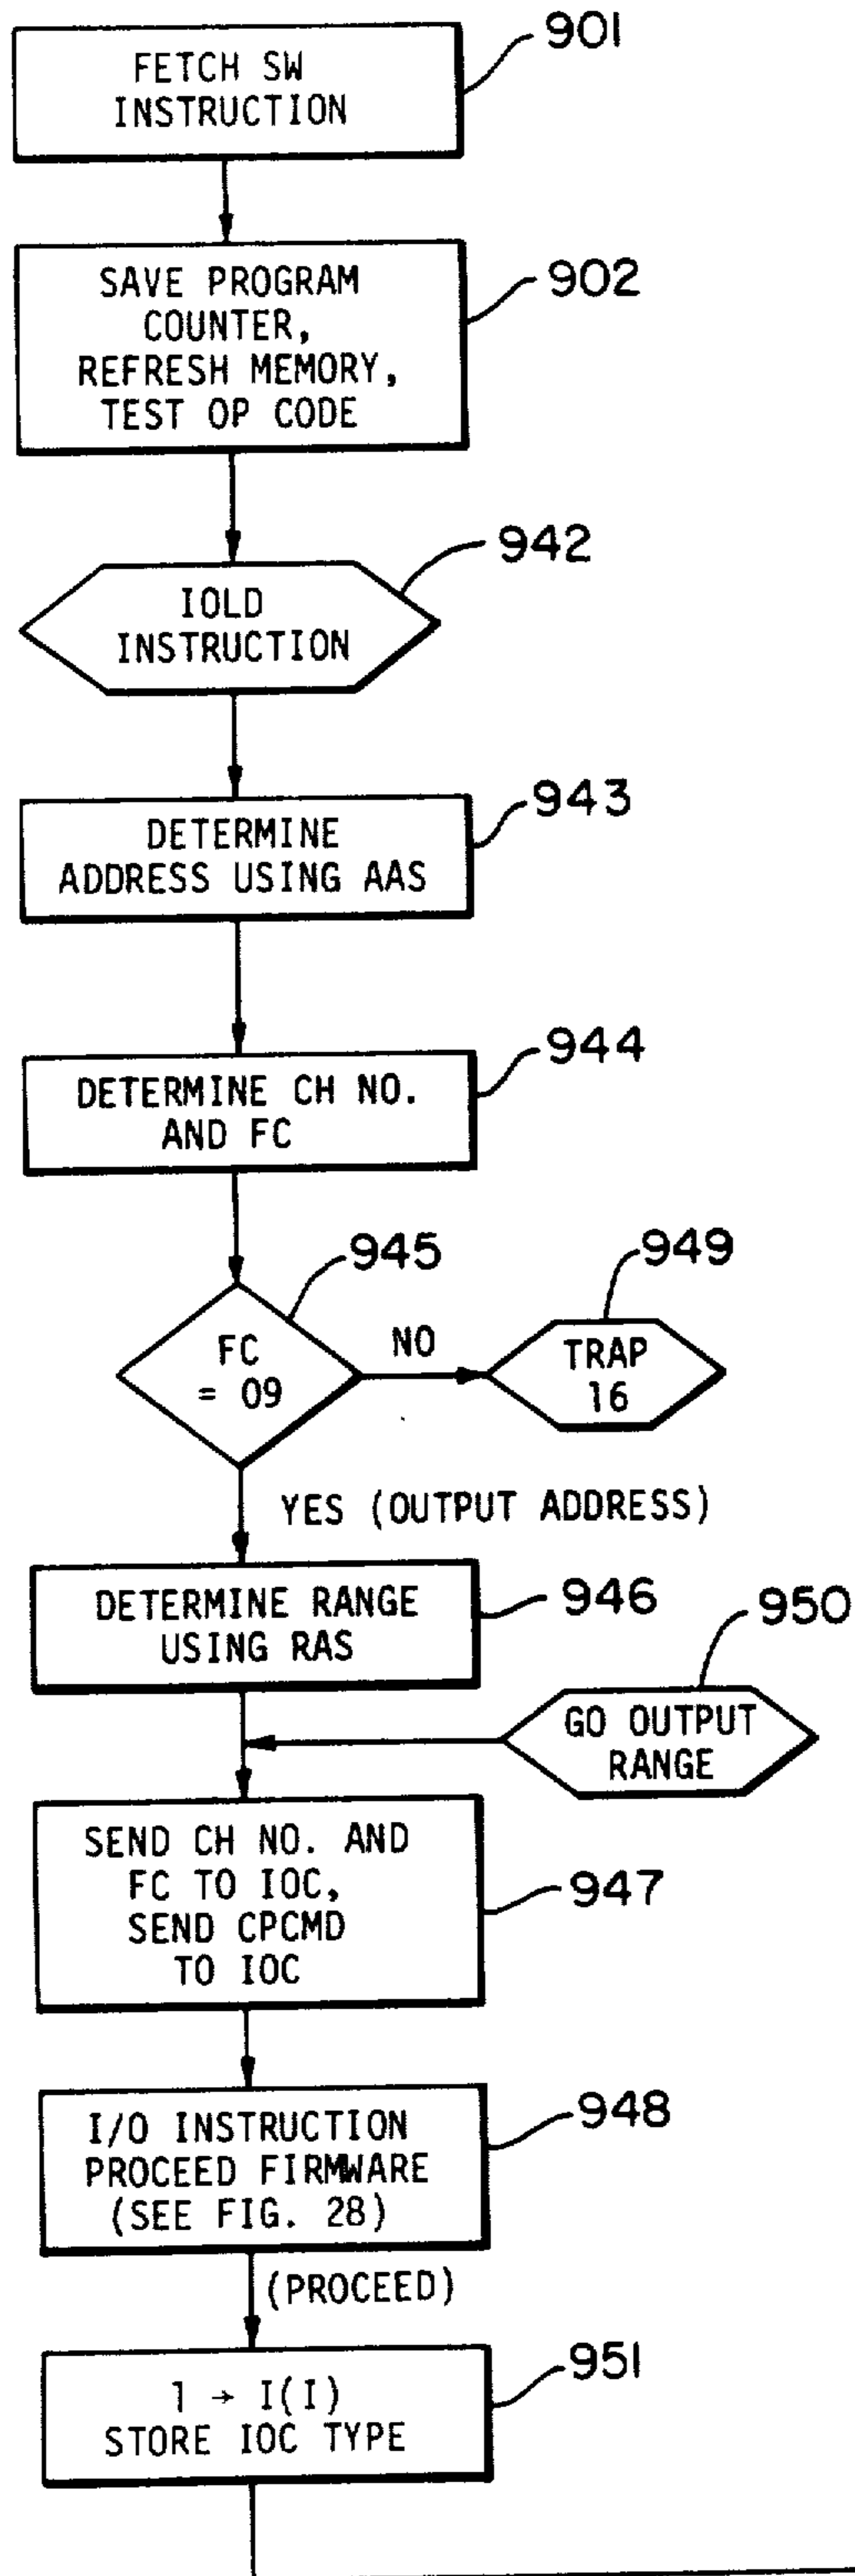 901
FETCH SW
INSTRUCTION
902
SAVE PROGRAM
COUNTER,
REFRESH MEMORY,
TEST OP CODE
942
IOLD
INSTRUCTION
943
DETERMINE
ADDRESS USING AAS
944
DETERMINE CH NO.
AND FC
945
949
FC
= 09
NO
TRAP
16
YES (OUTPUT ADDRESS)
946
DETERMINE RANGE
USING RAS
950
GO OUTPUT
RANGE
SEND CH NO. AND
FC TO IOC,
SEND CPCMD
TO IOC
947
948
I/O INSTRUCTION
PROCEED FIRMWARE
(SEE FIG. 28)
(PROCEED)
951
1 → I(I)
STORE IOC TYPE